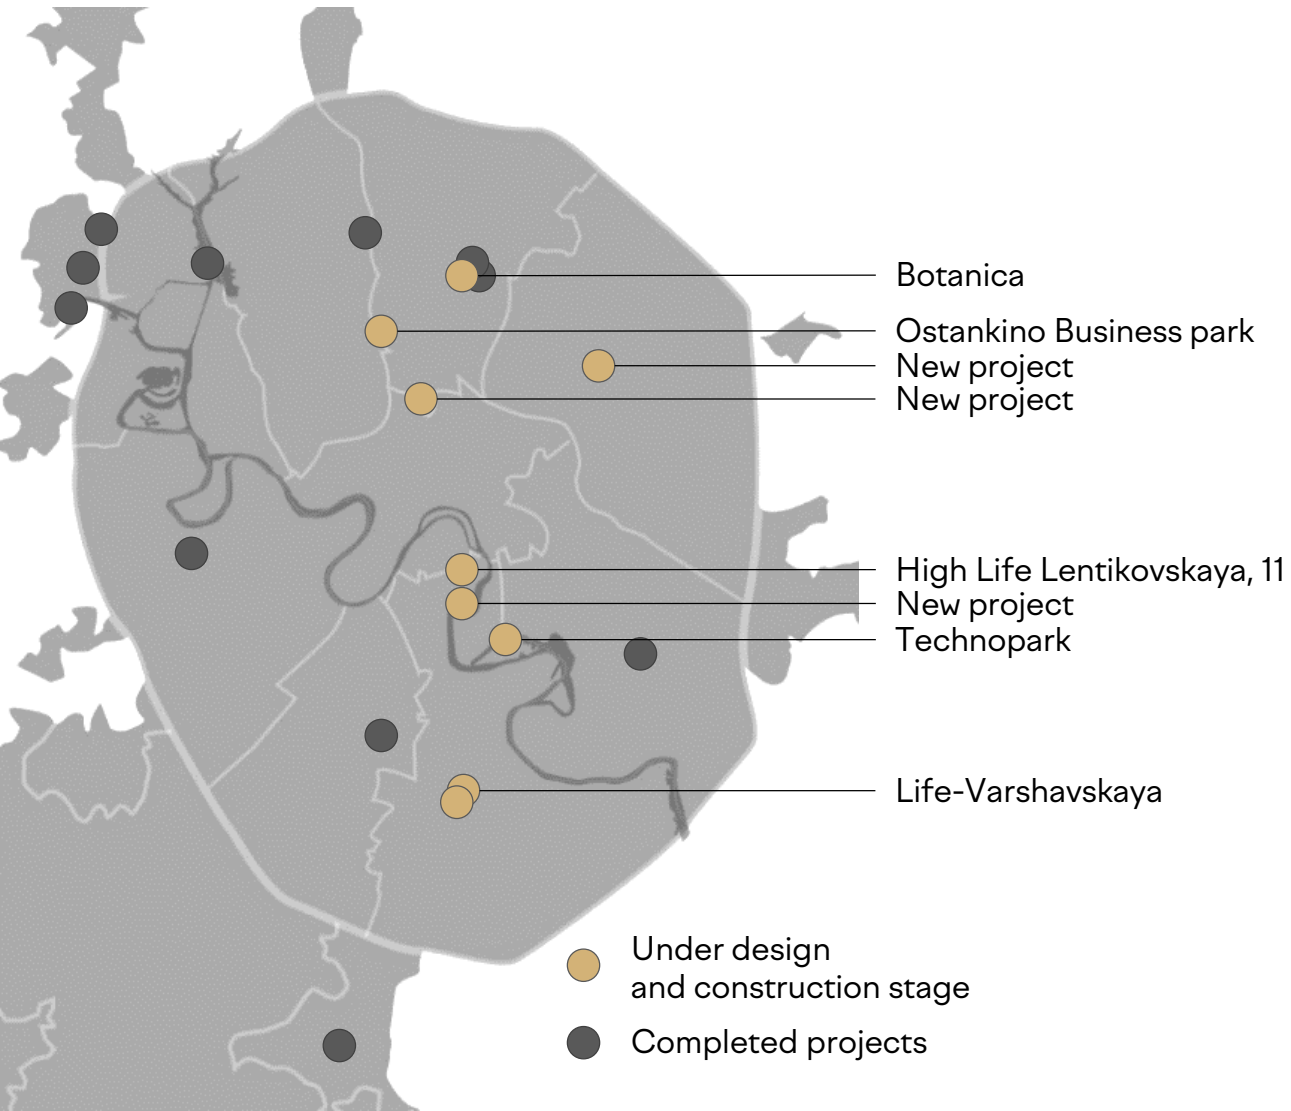 Botanica
Ostankino Business park
New project
New project
High Life Lentikovskaya, 11
New project
Technopark
Life-Varshavskaya
Under design
and construction stage
Completed projects